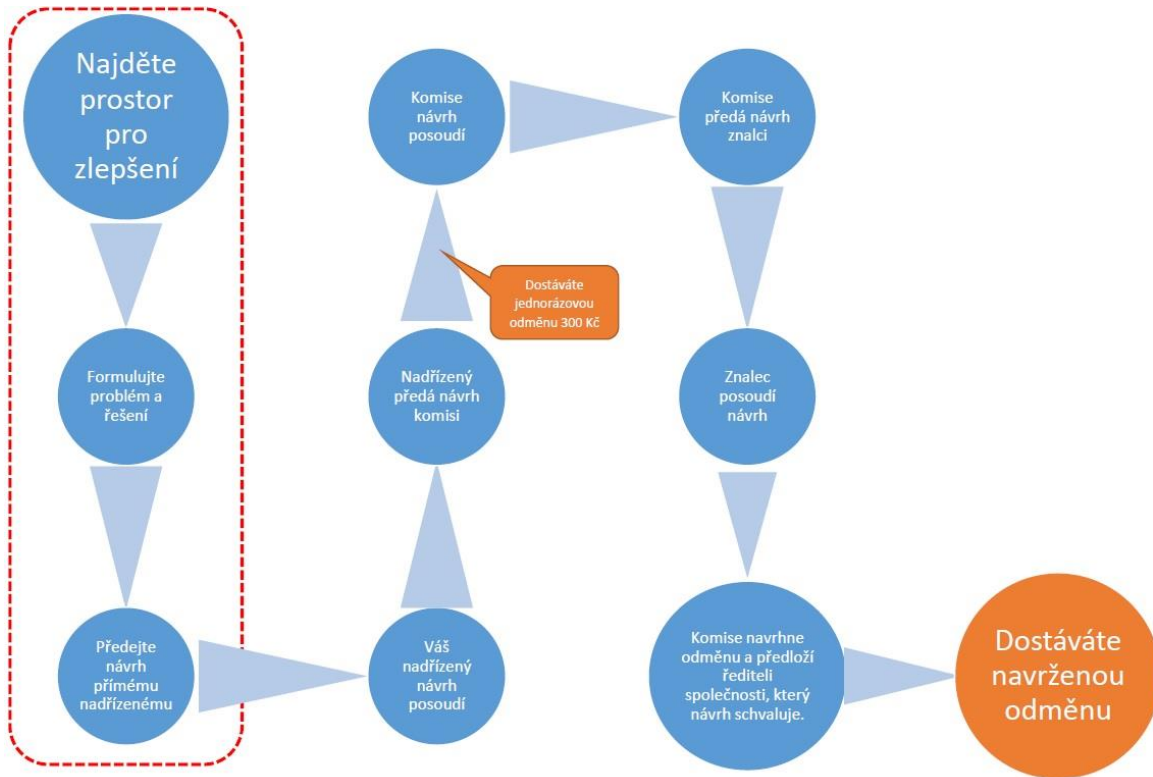 Najděte
prostor
pro
zlepšení
Formulujte
problém a
řešení
Předejte
návrh
přímému
nadřízenému
Váš
nadřízený
návrh
posoudí
Nadřízený
předá návrh
komisi
Dostáváte
jednorázovou
odměnu 300 Kč
Komise
návrh
posoudí
Komise
předá návrh
znalci
Znalec
posoudí
návrh
Komise navrhne
odměnu a předloží
řediteli
společnosti, který
návrh schvaluje.
Dostáváte
navrženou
odměnu